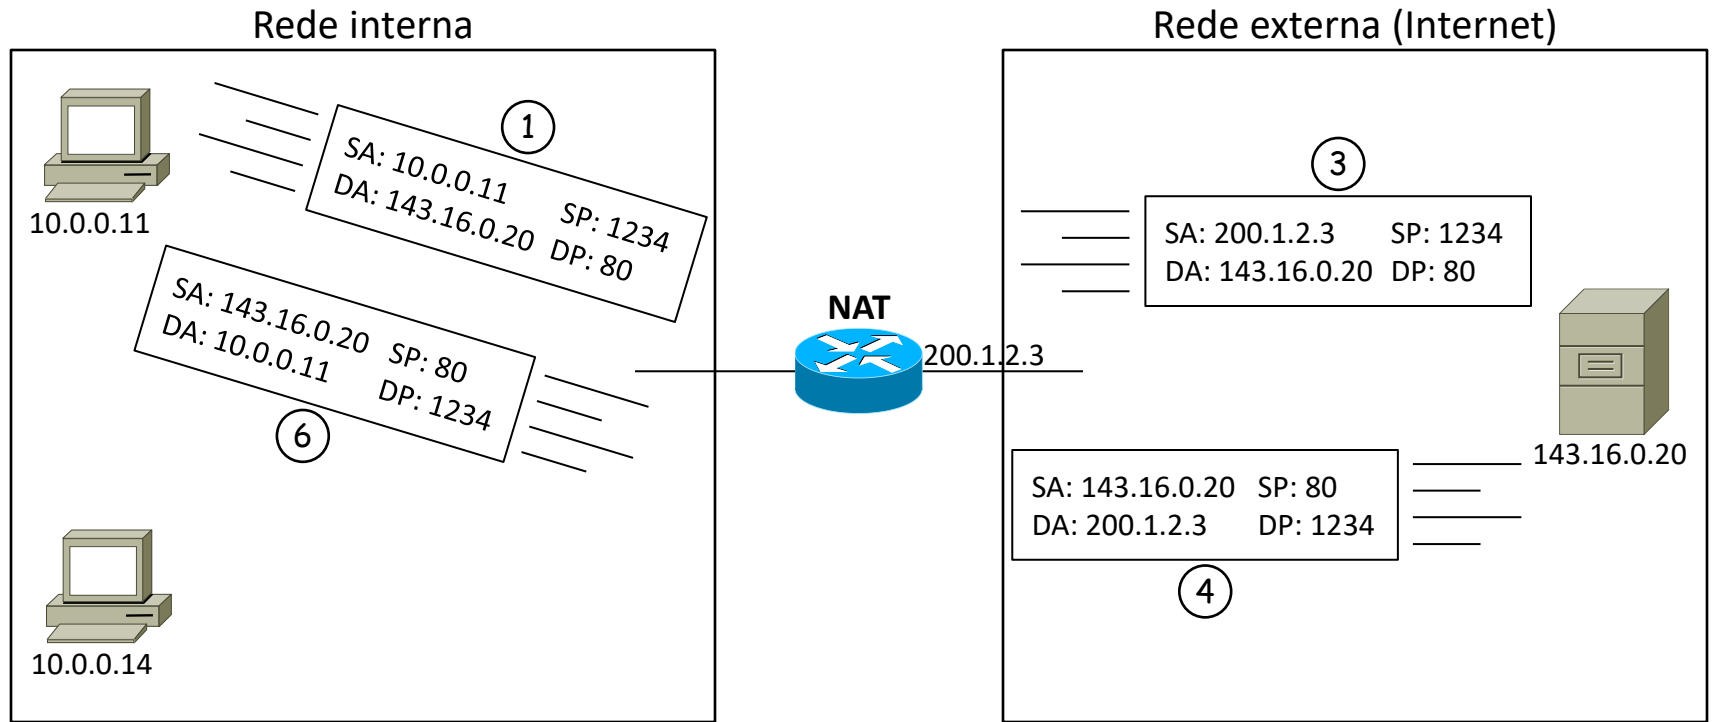 Rede interna
Rede externa (Internet)
1
SA: 10.0.0.11 SP: 1234
DA: 143.16.0.20 DP: 80
10.0.0.11
3
SA: 200.1.2.3 SP: 1234
DA: 143.16.0.20 DP: 80
SA: 143.16.0.20 SP: 80
DA: 10.0.0.11 DP: 1234
6
NAT
200.1.2.3
143.16.0.20
SA: 143.16.0.20 SP: 80
DA: 200.1.2.3 DP: 1234
4
10.0.0.14